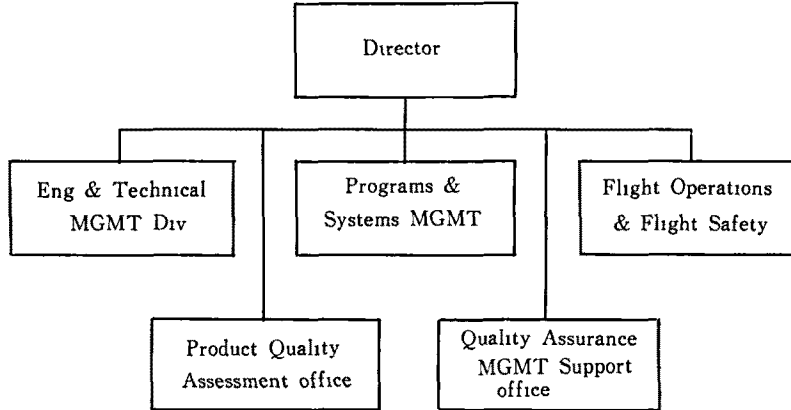 Director
Eng & Technical
MGMT Div
Programs &
Systems MGMT
Flight Operations
& Flight Safety
Product Quality
Assessment office
Quality Assurance
MGMT Support
office